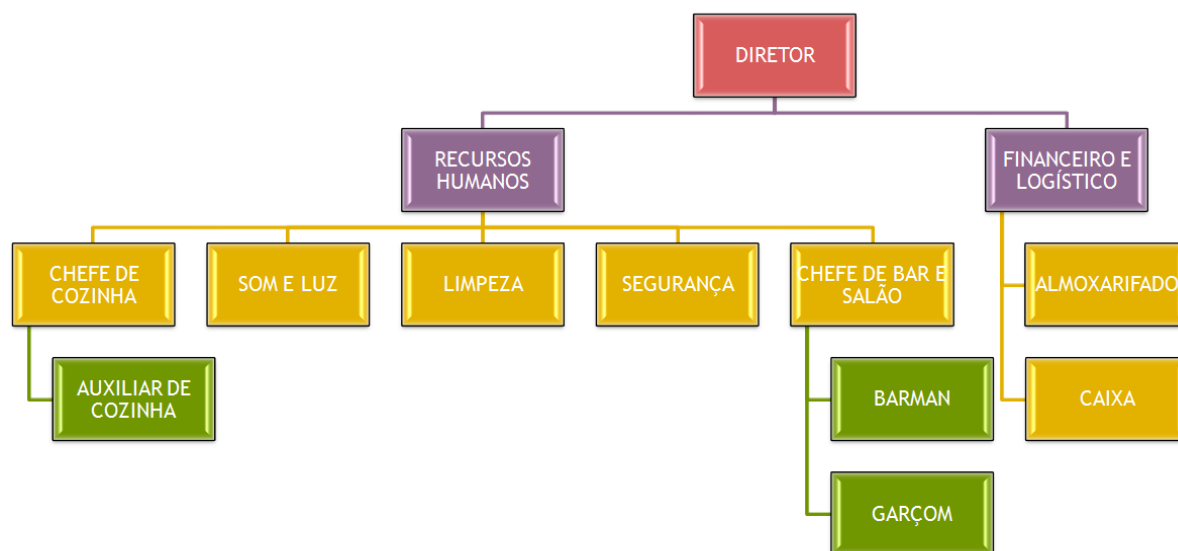 DIRETOR
RECURSOS
HUMANOS
FINANCEIRO E
LOGÍSTICO
CHEFE DE
COZINHA
SOM E LUZ
LIMPEZA
SEGURANÇA
CHEFE DE BAR E
SALÃO
ALMOXARIFADO
AUXILIAR DE
COZINHA
BARMAN
CAIXA
GARÇOM